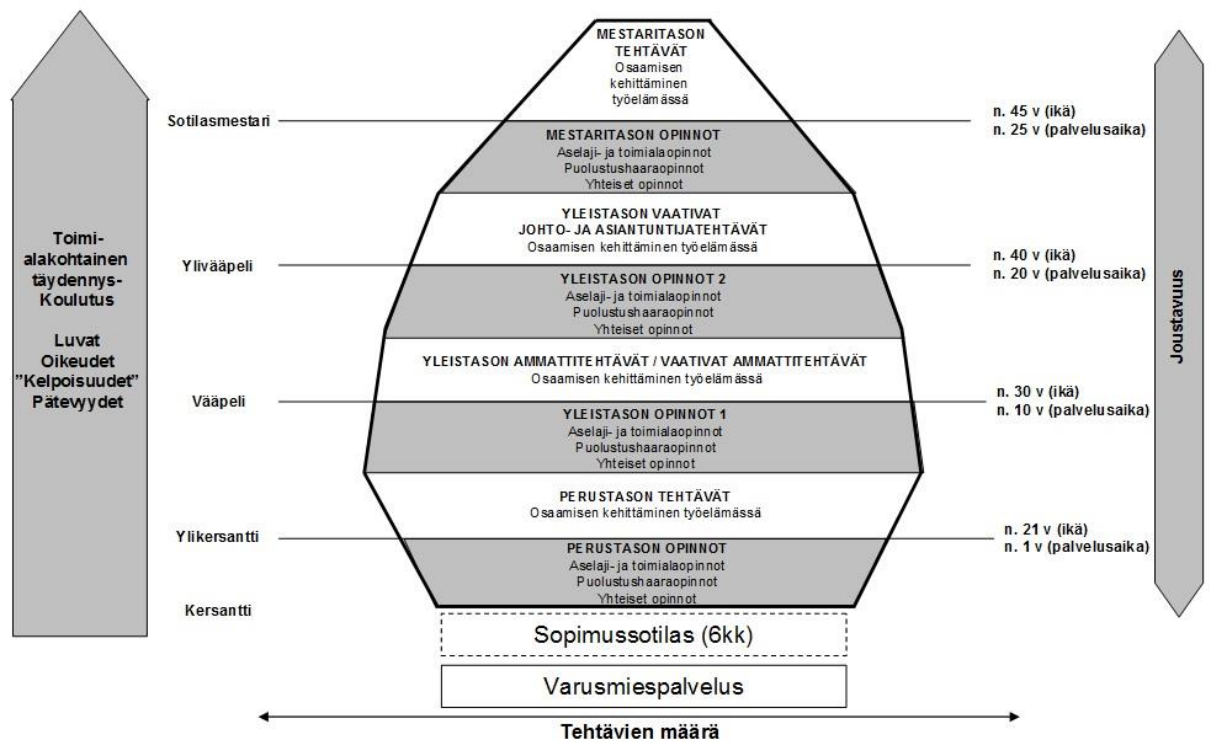 MESTARITASON
TEHTÄVÄT
Osaamisen
kehittäminen
työelämässä
Sotilasmestari
n. 45 v (ikä)
n. 25 v (palvelusaika)
MESTARITASON OPINNOT
Aselaji- ja toimialaopinnot
Puolustushaaraopinnot
Yhteiset opinnot
YLEISTASON VAATIVAT
JOHTO- JA ASIANTUNTIJATEHTÄVÄT
Osaamisen kehittäminen työelämässä
Ylivääpeli
n. 40 v (ikä)
n. 20 v (palvelusaika)
YLEISTASON OPINNOT 2
Aselaji- ja toimialaopinnot
Puolustushaaraopinnot
Yhteiset opinnot
YLEISTASON AMMATTITEHTÄVÄT / VAATIVAT AMMATTITEHTÄVÄT
Osaamisen kehittäminen työelämässä
Vääpeli
n. 30 v (ikä)
n. 10 v (palvelusaika)
YLEISTASON OPINNOT 1
Aselaji- ja toimialaopinnot
Puolustushaaraopinnot
Yhteiset opinnot
PERUSTASON TEHTÄVÄT
Osaamisen kehittäminen työelämässä
Ylikersantti
n. 21 v (ikä)
n. 1 v (palvelusaika)
PERUSTASON OPINNOT
Aselaji- ja toimialaopinnot
Puolustushaaraopinnot
Yhteiset opinnot
Kersantti
Sopimussotilas (6kk)
Varusmiespalvelus
Tehtävien määrä
Toimi-
alakohtainen
täydennys-
Koulutus
Luvat
Oikeudet
"Kelpoisuudet"
Pätevyydet
Joustavuus